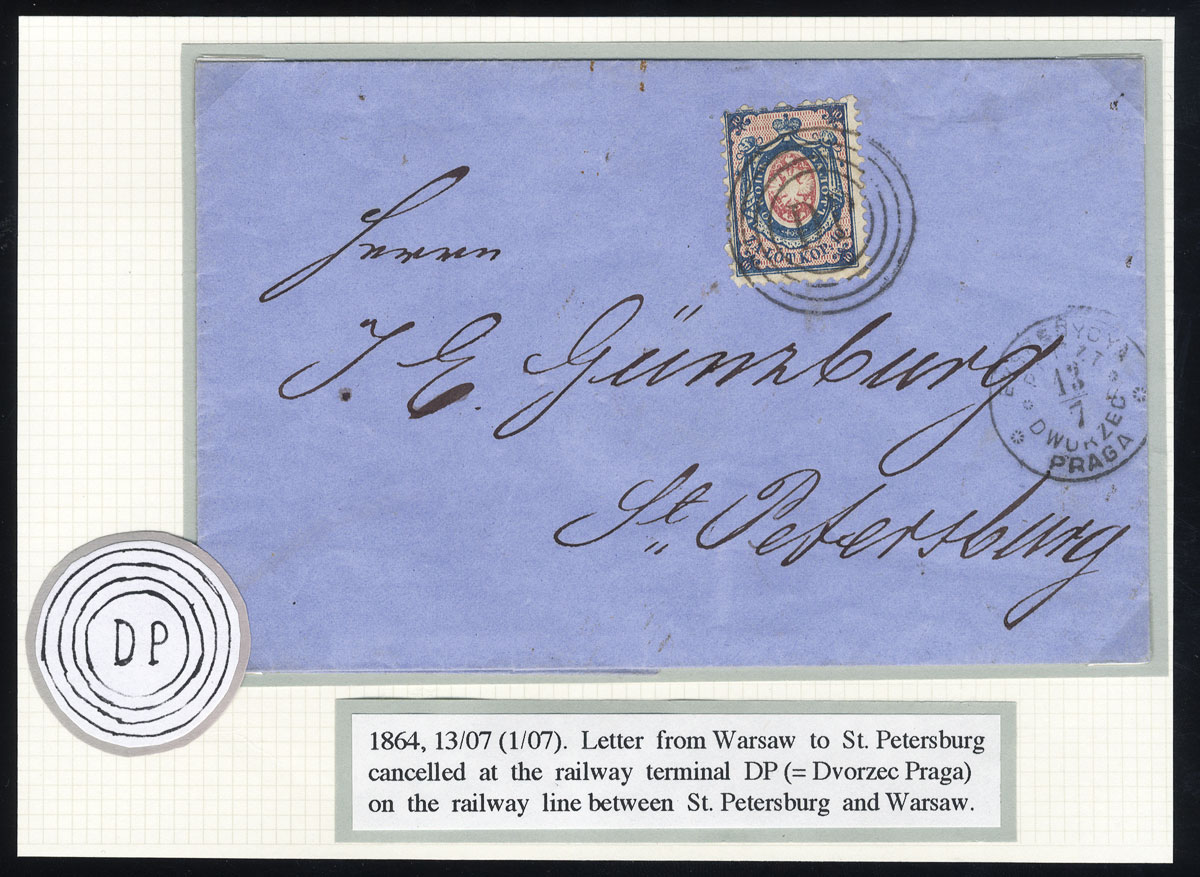 Herrn
J. E. Günzburg
St. Petersburg
13
7
DWORZEC
PRAGA
DP
1864, 13/07 (1/07). Letter from Warsaw to St. Petersburg
cancelled at the railway terminal DP (= Dvorzec Praga)
on the railway line between St. Petersburg and Warsaw.